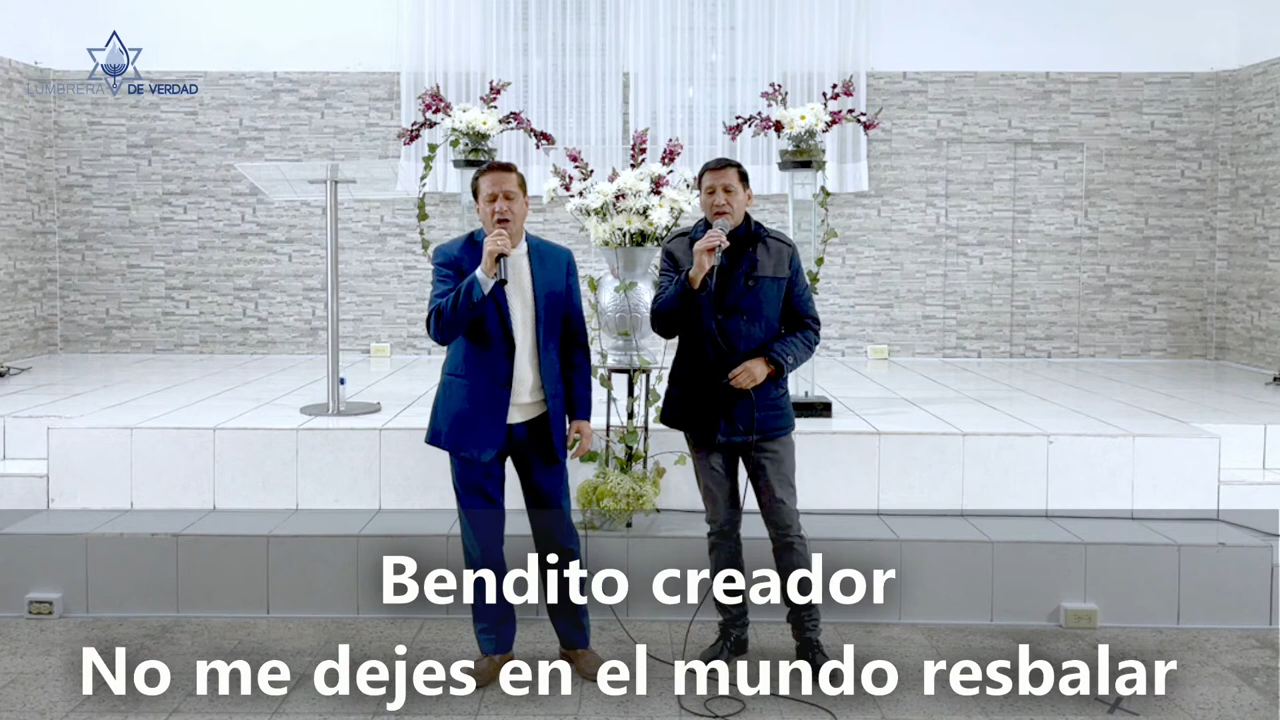 LUMBRERA DE VERDAD
Bendito creador
No me dejes en el mundo resbalar